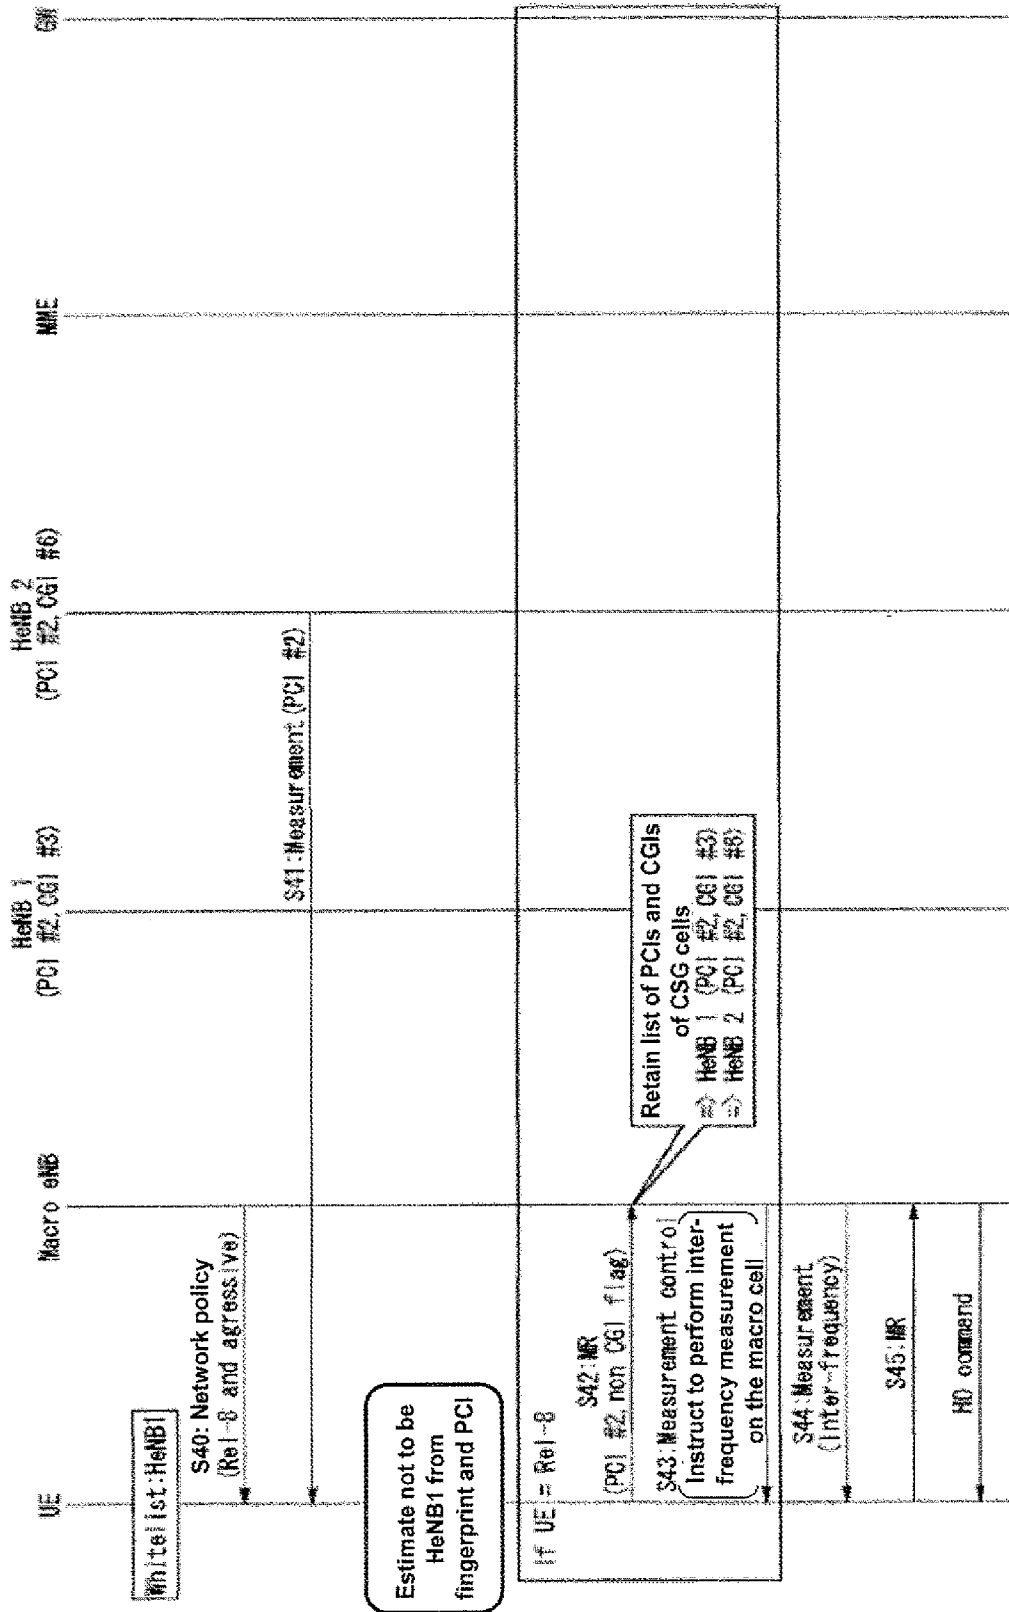 UE
Macro eNB
HeNB 1
(PCI #2, CGI #3)
HeNB 2
(PCI #2, CGI #6)
MME
GW
Whitelist:HeNB1
S40: Network policy
(Rel-8 and agressive)
S41:Measurement(PCI #2)
Estimate not to be
HeNB1 from
fingerprint and PCI
If UE = Rel-8
S42:MR
(PCI #2, non CGI flag)
Retain list of PCIs and CGIs
of CSG cells
=> HeNB 1 (PCI #2, CGI #3)
=> HeNB 2 (PCI #2, CGI #6)
S43:Measurement control
Instruct to perform inter-
frequency measurement
on the macro cell
S44:Measurement
(Inter-frequency)
S45:MR
HO command